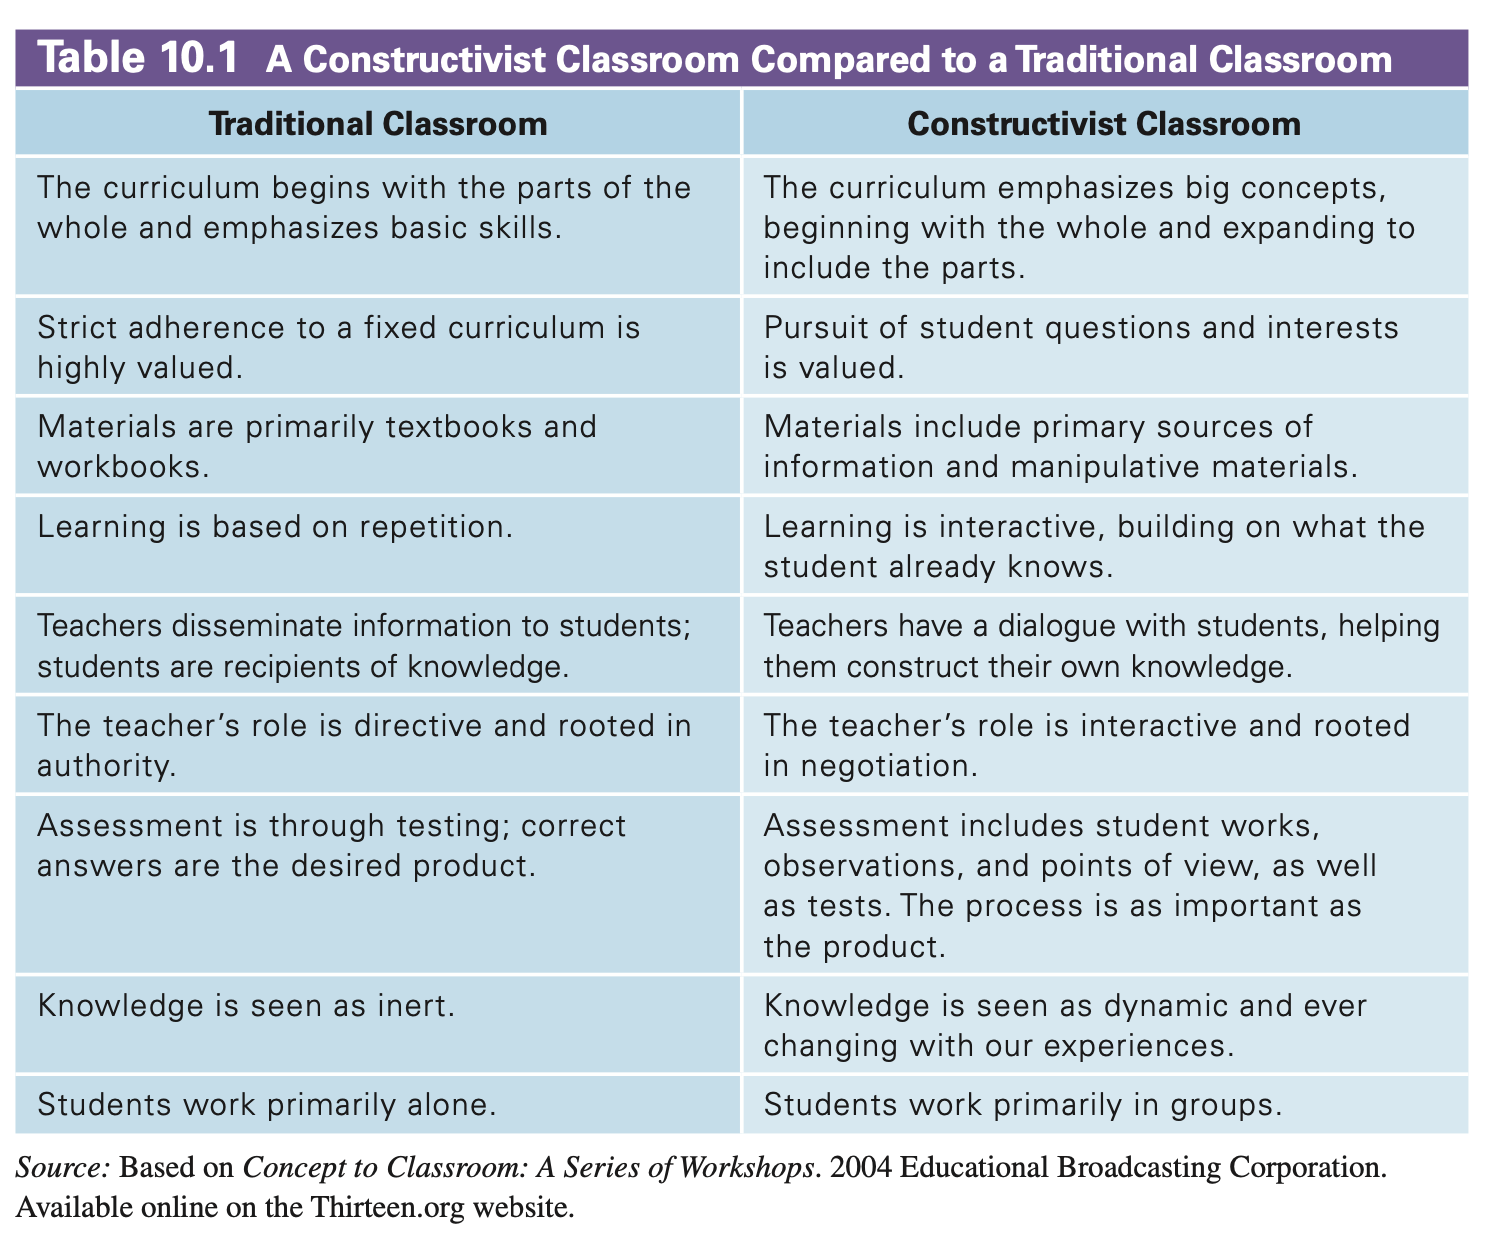 Table 10.1 A Constructivist Classroom Compared to a Traditional Classroom
Traditional Classroom
Constructivist Classroom
The curriculum begins with the parts of the
whole and emphasizes basic skills.
The curriculum emphasizes big concepts,
beginning with the whole and expanding to
include the parts.
Strict adherence to a fixed curriculum is
highly valued.
Pursuit of student questions and interests
is valued.
Materials are primarily textbooks and
workbooks.
Materials include primary sources of
information and manipulative materials.
Learning is based on repetition.
Learning is interactive, building on what the
student already knows.
Teachers disseminate information to students;
students are recipients of knowledge.
Teachers have a dialogue with students, helping
them construct their own knowledge.
The teacher’s role is directive and rooted in
authority.
The teacher’s role is interactive and rooted
in negotiation.
Assessment is through testing; correct
answers are the desired product.
Assessment includes student works,
observations, and points of view, as well
as tests. The process is as important as
the product.
Knowledge is seen as inert.
Knowledge is seen as dynamic and ever
changing with our experiences.
Students work primarily alone.
Students work primarily in groups.
Source: Based on Concept to Classroom: A Series of Workshops. 2004 Educational Broadcasting Corporation.
Available online on the Thirteen.org website.